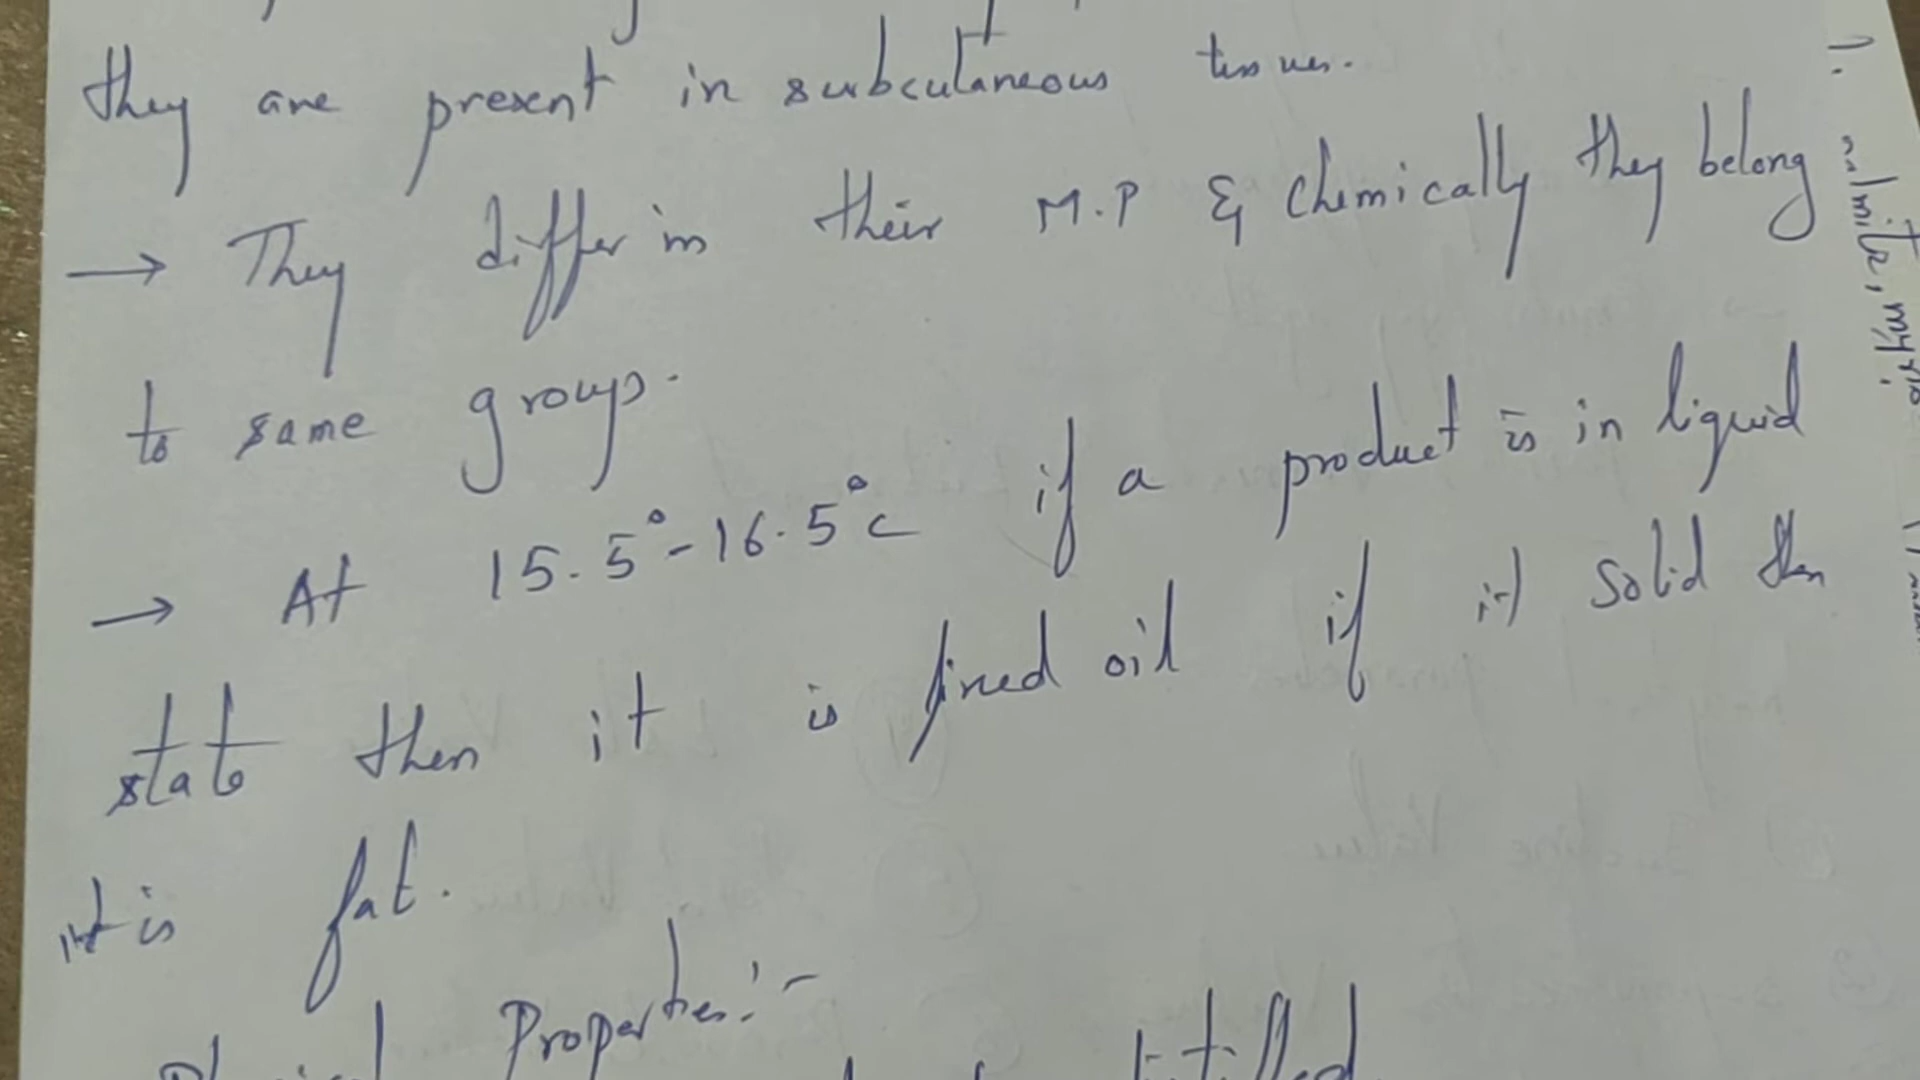 they are present in subcutaneous tissues.
→ They differ in their M.P & chemically they belong
to same group.
→ At 15.5°-16.5°c if a product is in liquid
state then it is fixed oil if it solid then
it is fat.
Physical Properties:-